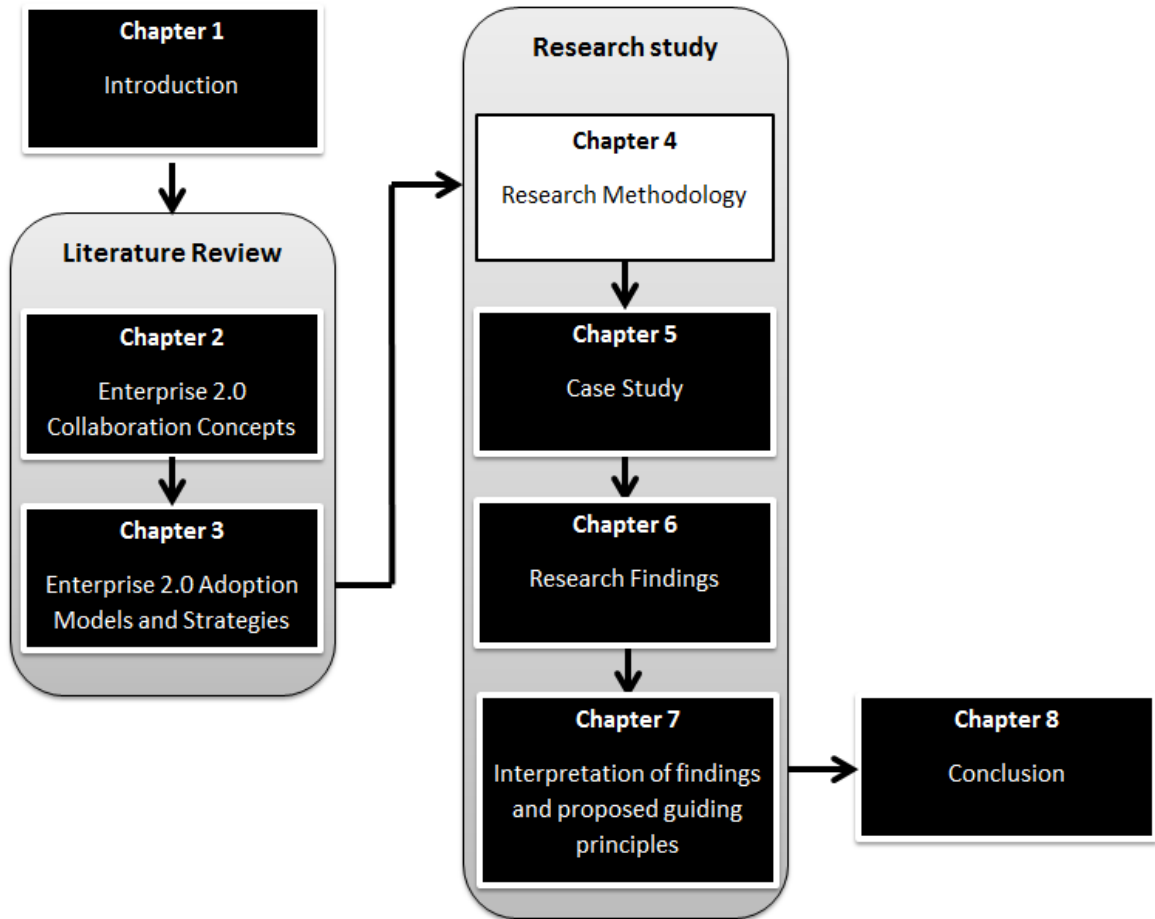 Chapter 1
Introduction
Literature Review
Chapter 2
Enterprise 2.0
Collaboration Concepts
Chapter 3
Enterprise 2.0 Adoption
Models and Strategies
Research study
Chapter 4
Research Methodology
Chapter 5
Case Study
Chapter 6
Research Findings
Chapter 7
Interpretation of findings
and proposed guiding
principles
Chapter 8
Conclusion